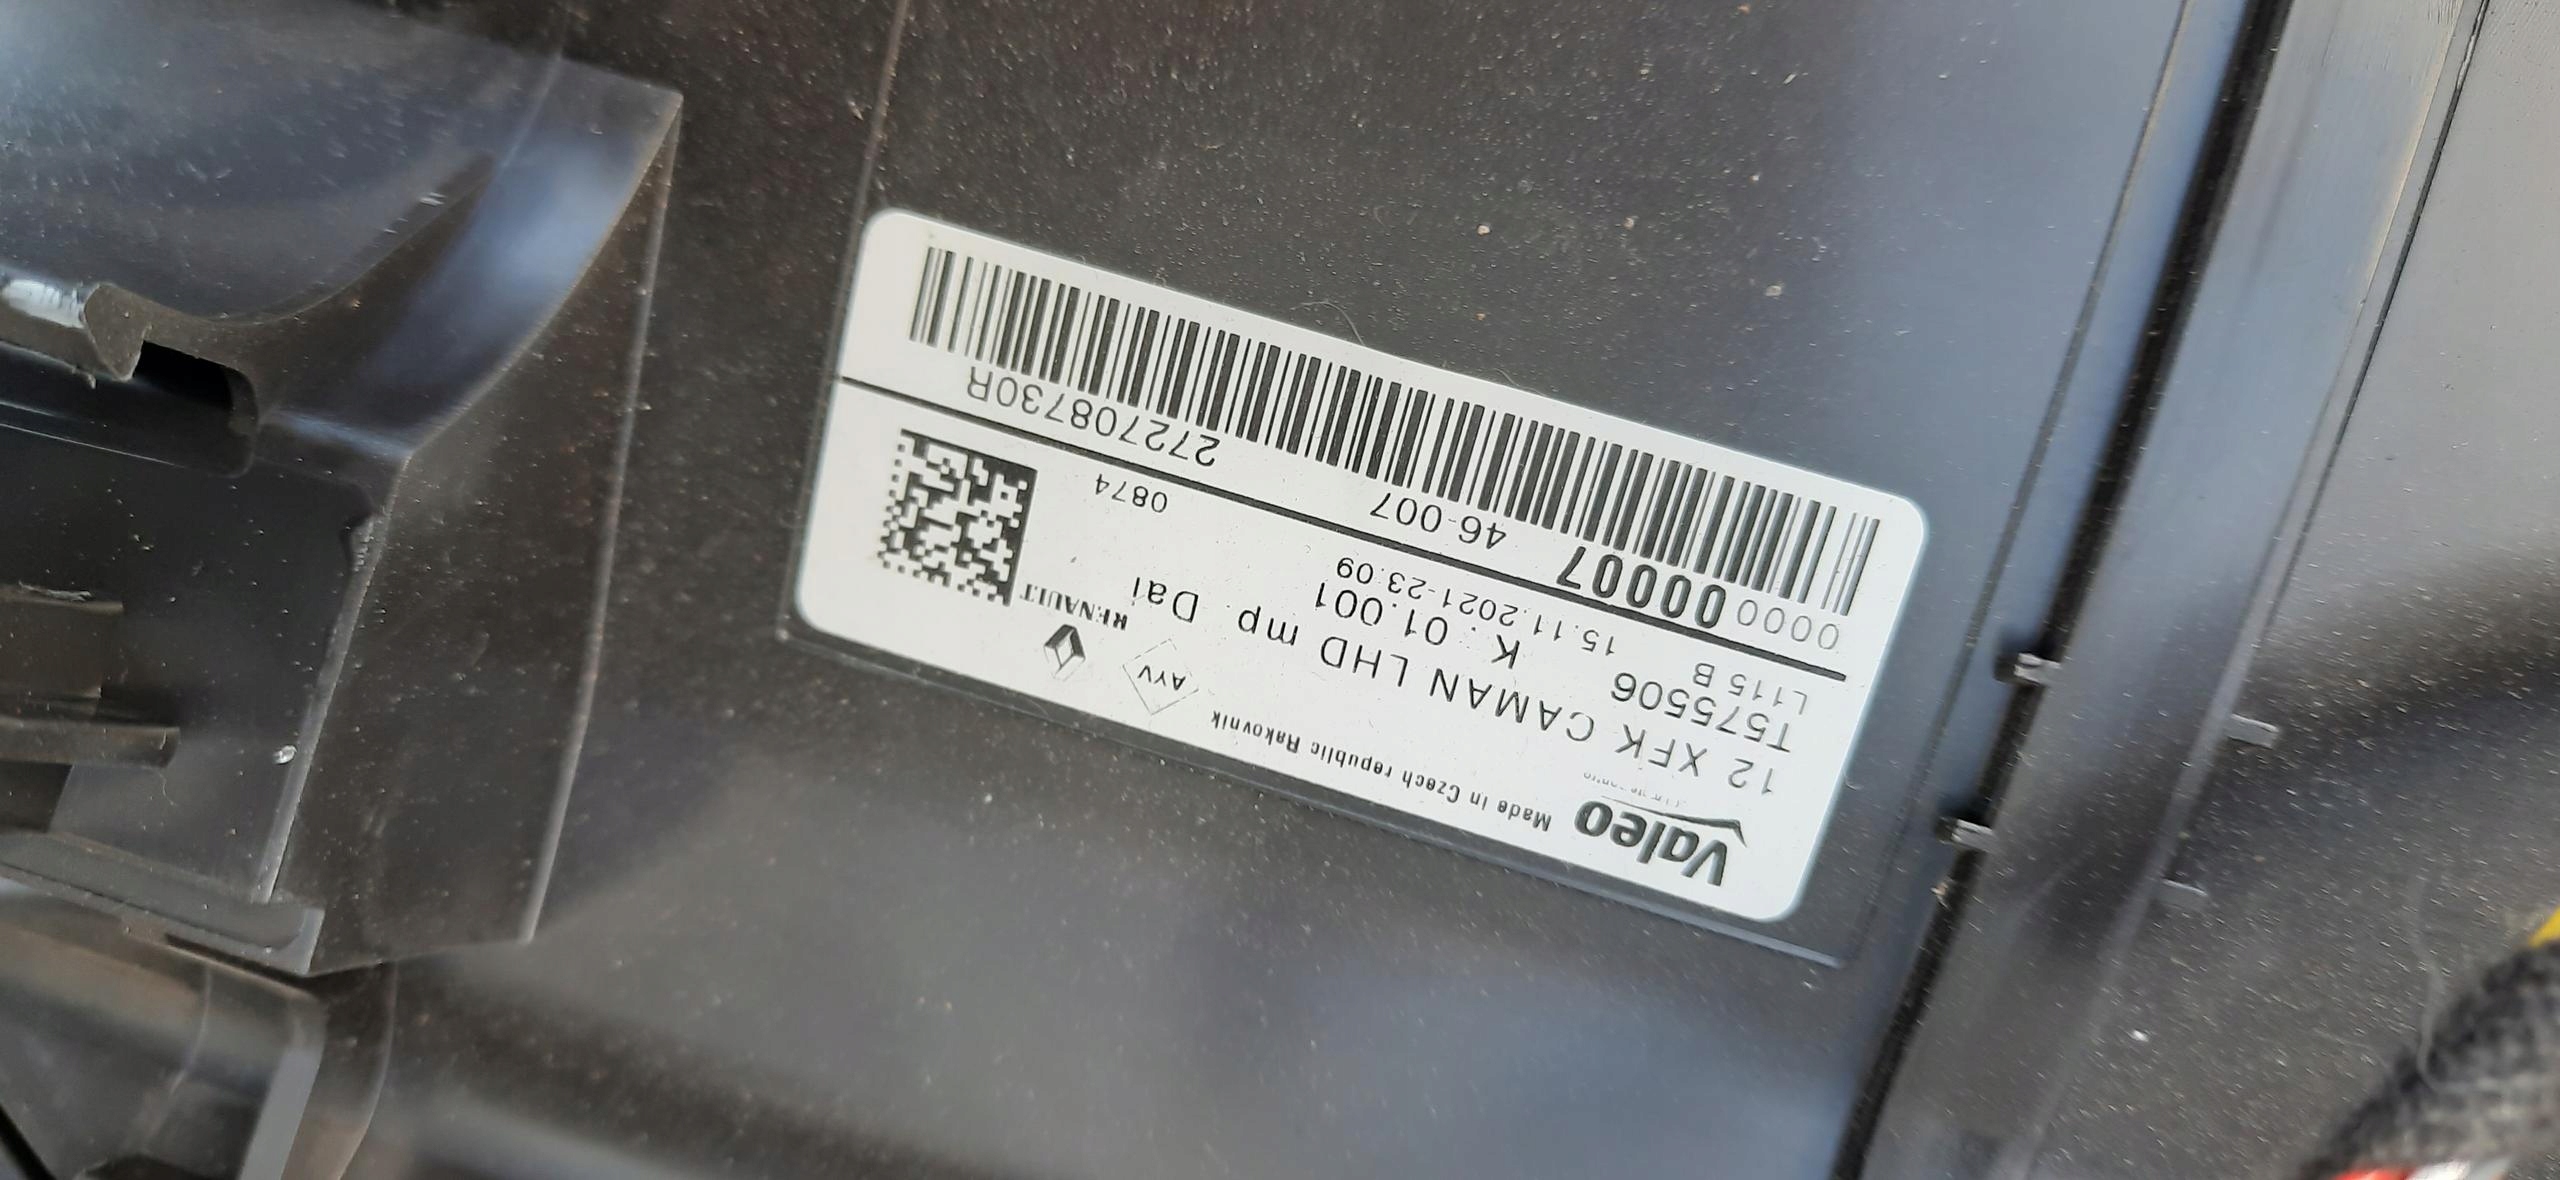 Valeo Made in Czech republic Rakovnik
12 XFK CAMAN LHD mp. Dai
AYV
RENAULT
T575506 K. 01.001
L115 B 15.11.2021-23:09 0874
0000 00007 46-007 272708730R